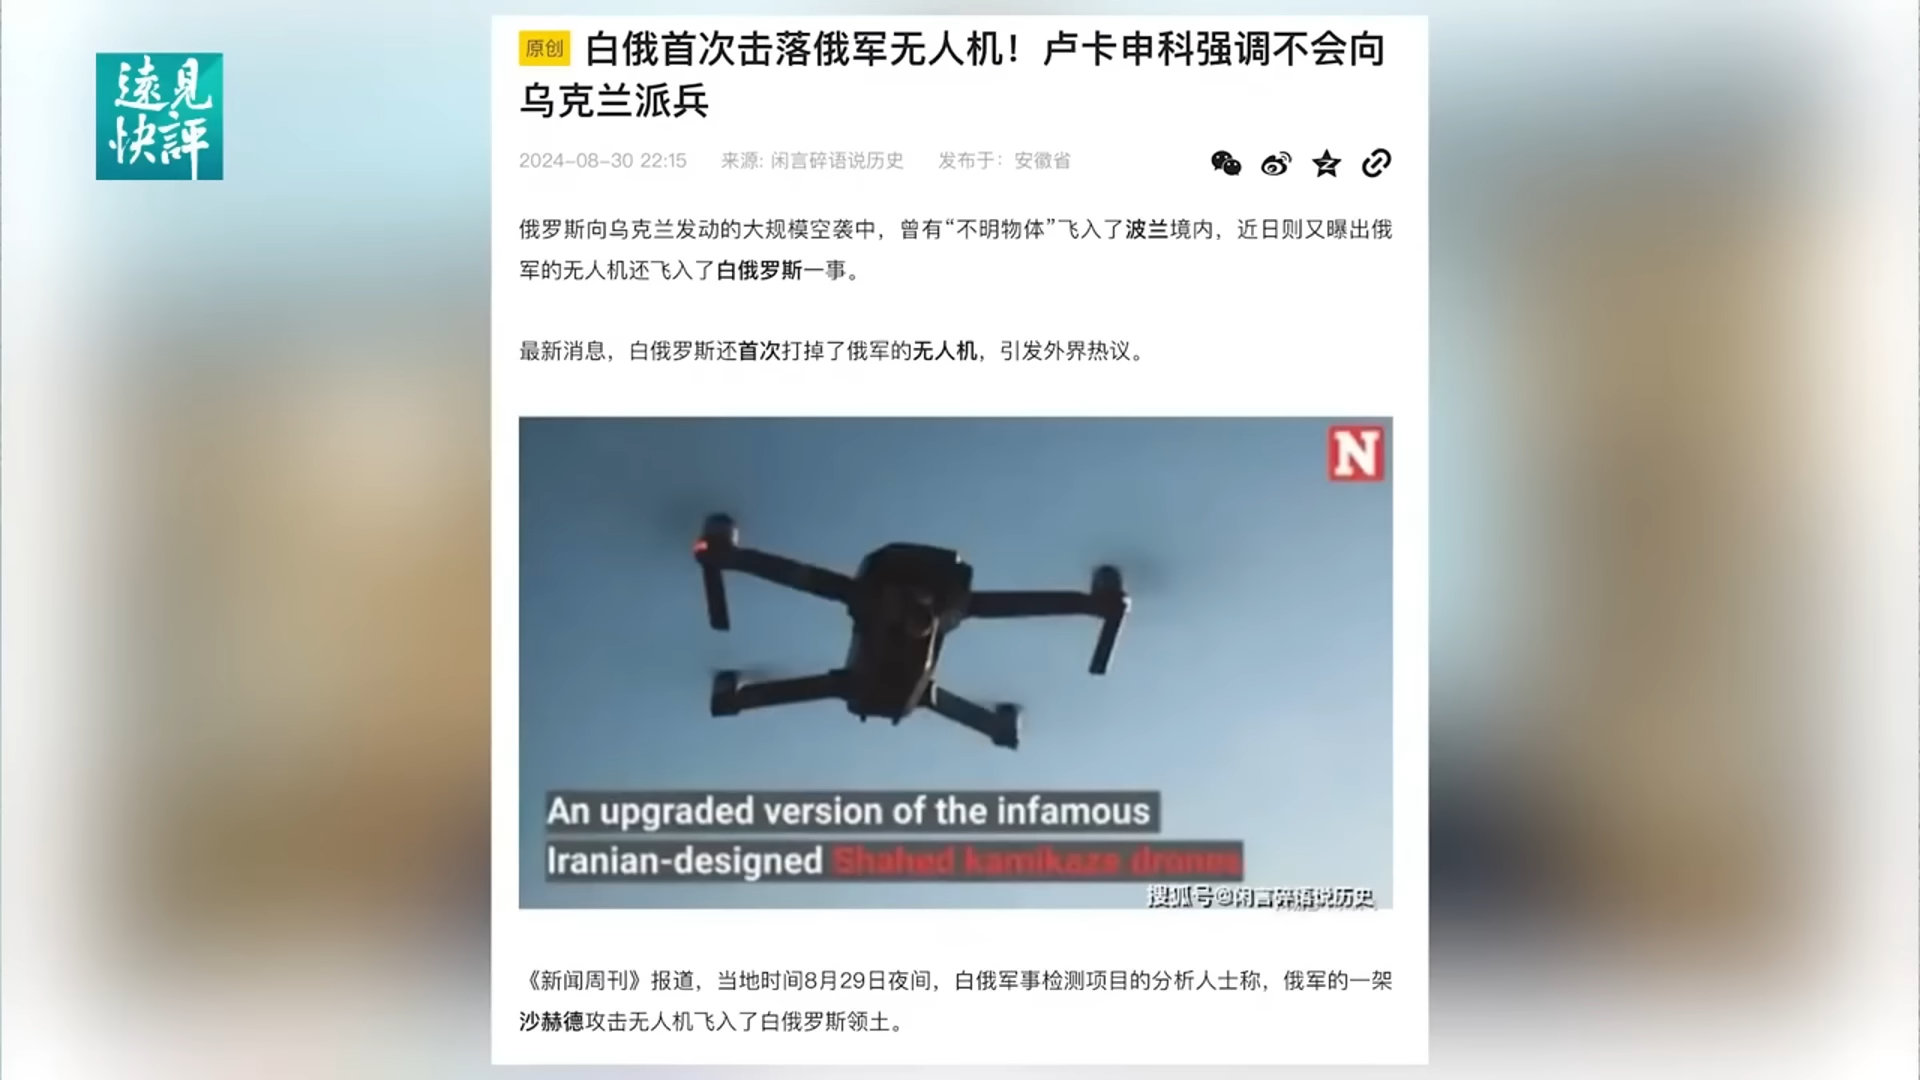 遠見
快評
原创 白俄首次击落俄军无人机！卢卡申科强调不会向
乌克兰派兵
2024-08-30 22:15 来源: 闲言碎语说历史 发布于：安徽省
俄罗斯向乌克兰发动的大规模空袭中，曾有“不明物体”飞入了波兰境内，近日则又曝出俄
军的无人机还飞入了白俄罗斯一事。
最新消息，白俄罗斯还首次打掉了俄军的无人机，引发外界热议。
N
An upgraded version of the infamous
Iranian-designed Shahed kamikaze drones
搜狐号@闲言碎语说历史
《新闻周刊》报道，当地时间8月29日夜间，白俄军事检测项目的分析人士称，俄军的一架
沙赫德攻击无人机飞入了白俄罗斯领土。